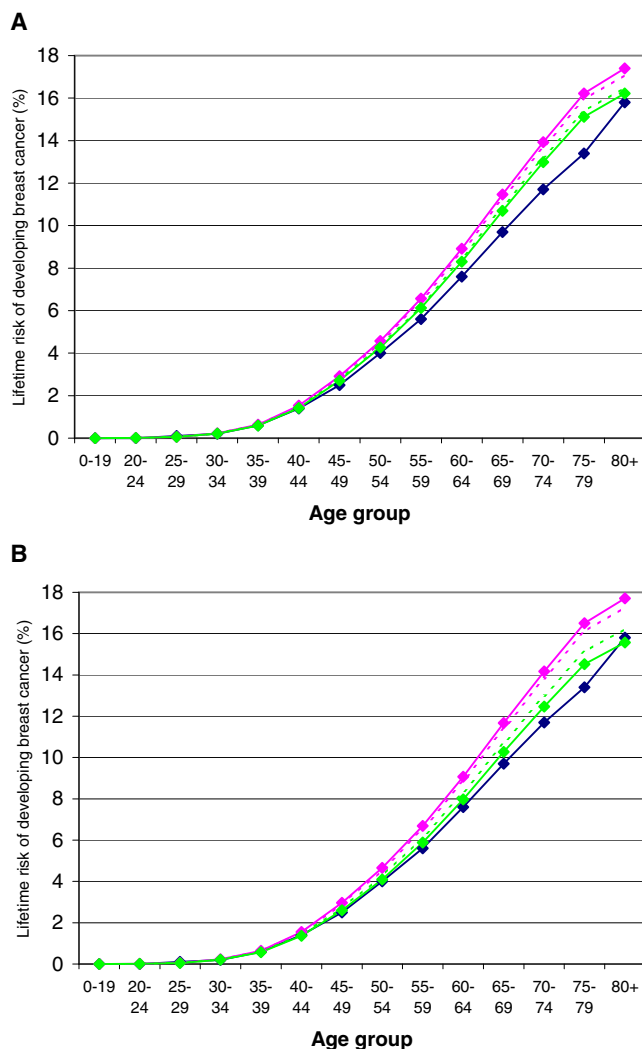 A
Lifetime risk of developing breast cancer (%)
18
16
14
12
10
8
6
4
2
0
0-19 20- 25- 30- 35- 40- 45- 50- 55- 60- 65- 70- 75- 80+
24 29 34 39 44 49 54 59 64 69 74 79
Age group
B
Lifetime risk of developing breast cancer (%)
18
16
14
12
10
8
6
4
2
0
0-19 20- 25- 30- 35- 40- 45- 50- 55- 60- 65- 70- 75- 80+
24 29 34 39 44 49 54 59 64 69 74 79
Age group